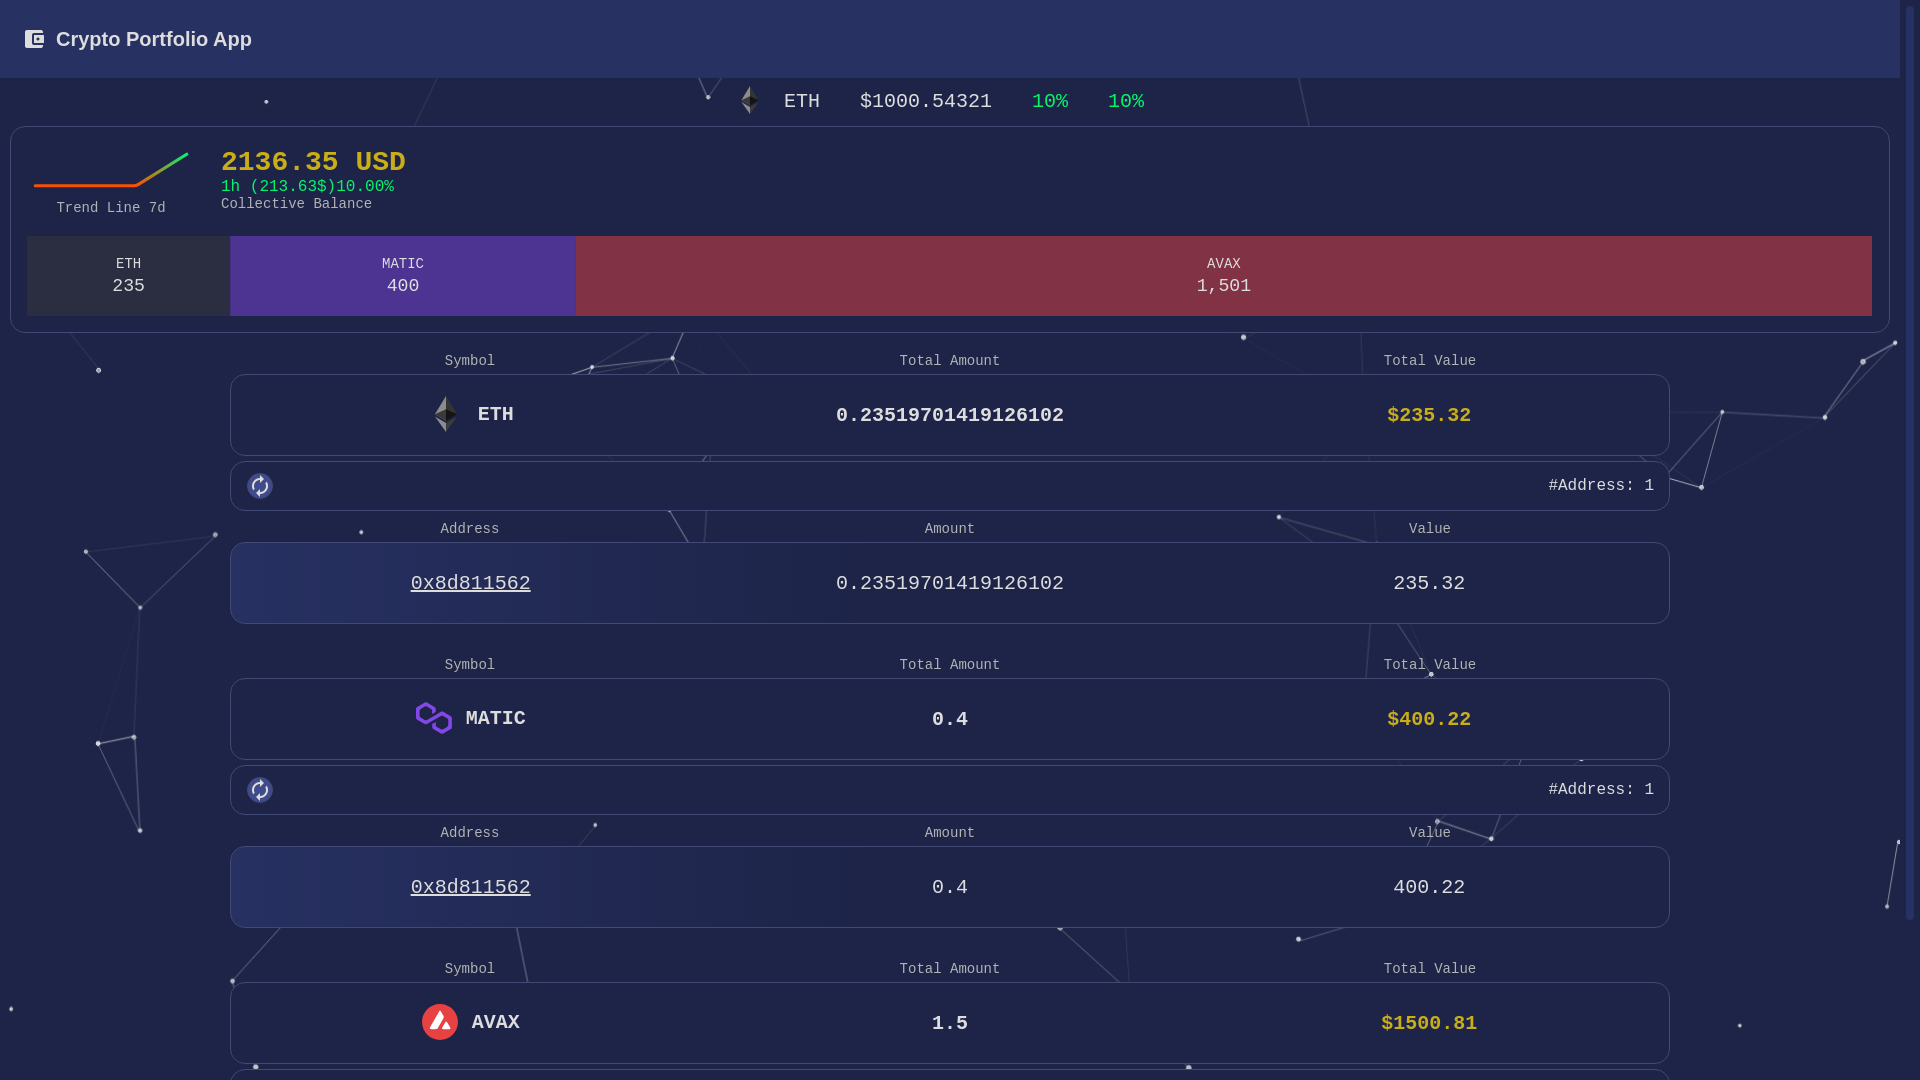 Crypto Portfolio App
ETH $1000.54321 10% 10%
2136.35 USD
1h (213.63$)10.00%
Collective Balance
Trend Line 7d
ETH
235
MATIC
400
AVAX
1,501
Symbol Total Amount Total Value
ETH 0.23519701419126102 $235.32
#Address: 1
Address Amount Value
0x8d811562 0.23519701419126102 235.32
Symbol Total Amount Total Value
MATIC 0.4 $400.22
#Address: 1
Address Amount Value
0x8d811562 0.4 400.22
Symbol Total Amount Total Value
AVAX 1.5 $1500.81